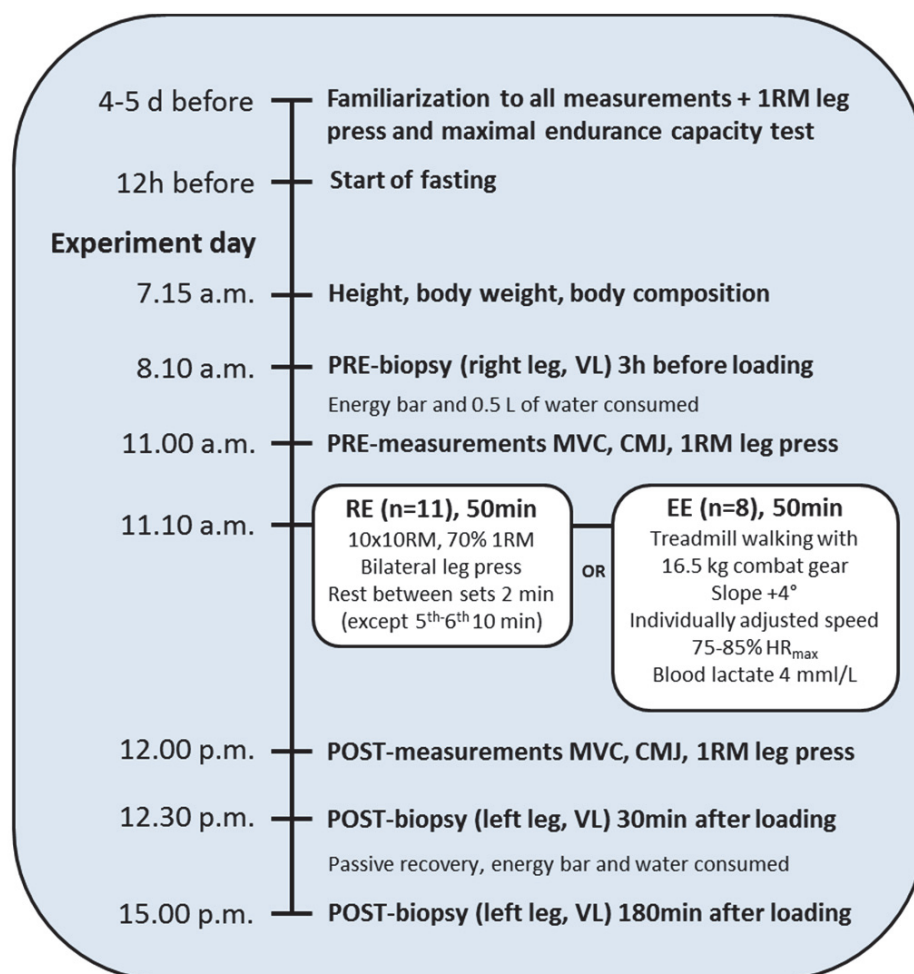 4-5 d before
Familiarization to all measurements + 1RM leg
press and maximal endurance capacity test
12h before
Start of fasting
Experiment day
7.15 a.m.
Height, body weight, body composition
8.10 a.m.
PRE-biopsy (right leg, VL) 3h before loading
Energy bar and 0.5 L of water consumed
11.00 a.m.
PRE-measurements MVC, CMJ, 1RM leg press
11.10 a.m.
RE (n=11), 50min
10x10RM, 70% 1RM
Bilateral leg press
Rest between sets 2 min
(except 5th-6th 10 min)
OR
EE (n=8), 50min
Treadmill walking with
16.5 kg combat gear
Slope +4°
Individually adjusted speed
75-85% HRmax
Blood lactate 4 mml/L
12.00 p.m.
POST-measurements MVC, CMJ, 1RM leg press
12.30 p.m.
POST-biopsy (left leg, VL) 30min after loading
Passive recovery, energy bar and water consumed
15.00 p.m.
POST-biopsy (left leg, VL) 180min after loading